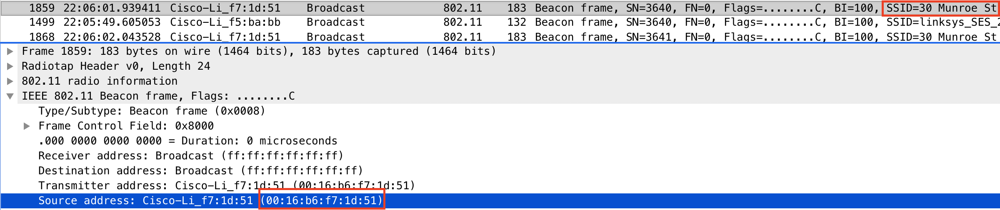 1859 22:06:01.939411 Cisco-Li_f7:1d:51 Broadcast 802.11 183 Beacon frame, SN=3640, FN=0, Flags=........C, BI=100, SSID=30 Munroe St
1499 22:05:49.605053 Cisco-Li_f5:ba:bb Broadcast 802.11 132 Beacon frame, SN=3640, FN=0, Flags=........C, BI=100, SSID=linksys_SES_2
1868 22:06:02.043528 Cisco-Li_f7:1d:51 Broadcast 802.11 183 Beacon frame, SN=3641, FN=0, Flags=........C, BI=100, SSID=30 Munroe St
Frame 1859: 183 bytes on wire (1464 bits), 183 bytes captured (1464 bits)
Radiotap Header v0, Length 24
802.11 radio information
IEEE 802.11 Beacon frame, Flags: ........C
Type/Subtype: Beacon frame (0x0008)
Frame Control Field: 0x8000
.000 0000 0000 0000 = Duration: 0 microseconds
Receiver address: Broadcast (ff:ff:ff:ff:ff:ff)
Destination address: Broadcast (ff:ff:ff:ff:ff:ff)
Transmitter address: Cisco-Li_f7:1d:51 (00:16:b6:f7:1d:51)
Source address: Cisco-Li_f7:1d:51 (00:16:b6:f7:1d:51)